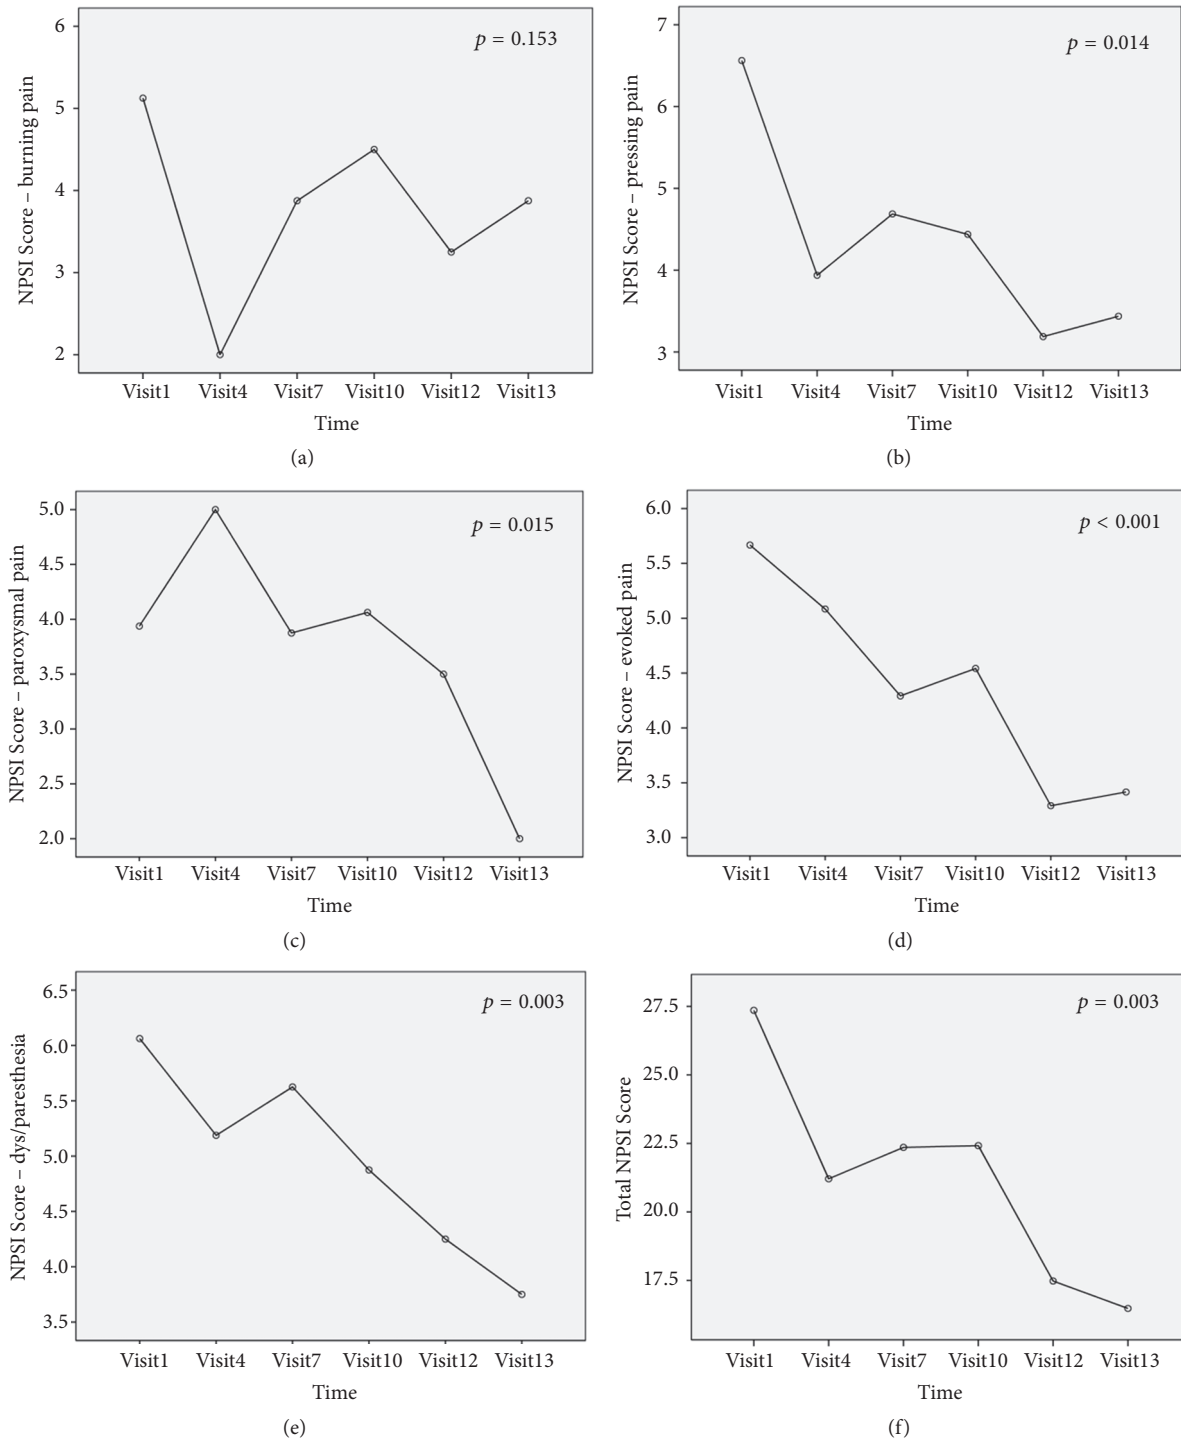 p = 0.153
NPSI Score – burning pain
6
5
4
3
2
Visit1 Visit4 Visit7 Visit10 Visit12 Visit13
Time
(a)
p = 0.014
NPSI Score – pressing pain
7
6
5
4
3
Visit1 Visit4 Visit7 Visit10 Visit12 Visit13
Time
(b)
p = 0.015
NPSI Score – paroxysmal pain
5.0
4.5
4.0
3.5
3.0
2.5
2.0
Visit1 Visit4 Visit7 Visit10 Visit12 Visit13
Time
(c)
p < 0.001
NPSI Score – evoked pain
6.0
5.5
5.0
4.5
4.0
3.5
3.0
Visit1 Visit4 Visit7 Visit10 Visit12 Visit13
Time
(d)
p = 0.003
NPSI Score – dys/paresthesia
6.5
6.0
5.5
5.0
4.5
4.0
3.5
Visit1 Visit4 Visit7 Visit10 Visit12 Visit13
Time
(e)
p = 0.003
Total NPSI Score
27.5
25.0
22.5
20.0
17.5
Visit1 Visit4 Visit7 Visit10 Visit12 Visit13
Time
(f)